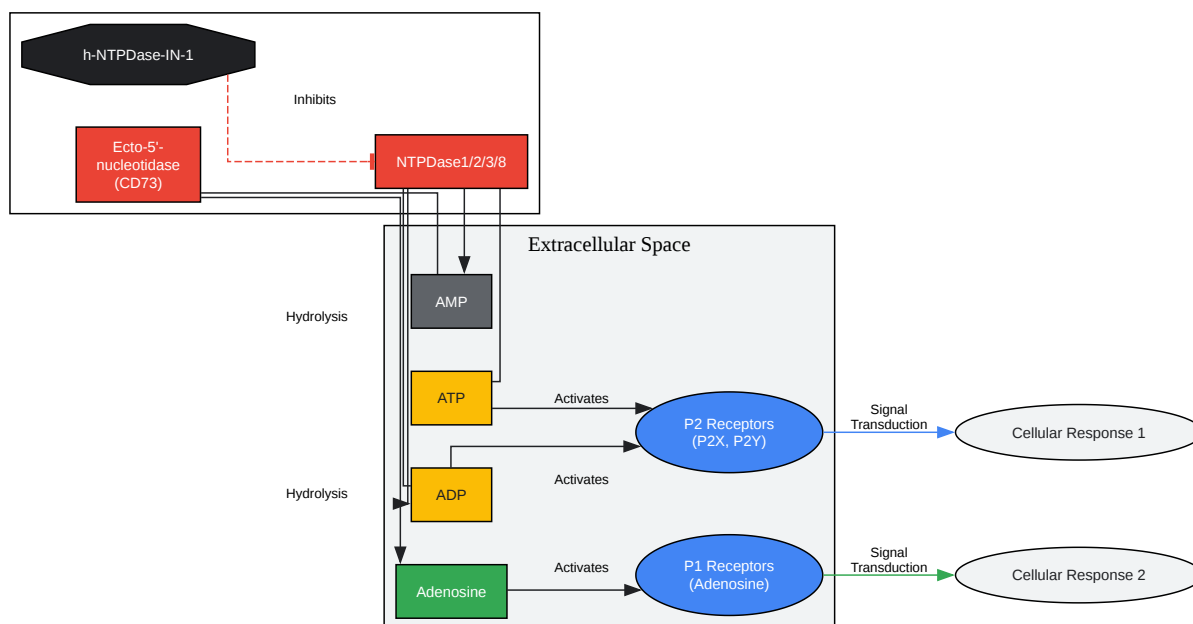 h-NTPDase-IN-1
Inhibits
Ecto-5'-
nucleotidase
(CD73)
NTPDase1/2/3/8
Extracellular Space
AMP
Hydrolysis
ATP
Activates
P2 Receptors
(P2X, P2Y)
Signal
Transduction
Cellular Response 1
Activates
Hydrolysis
ADP
Adenosine
Activates
P1 Receptors
(Adenosine)
Signal
Transduction
Cellular Response 2